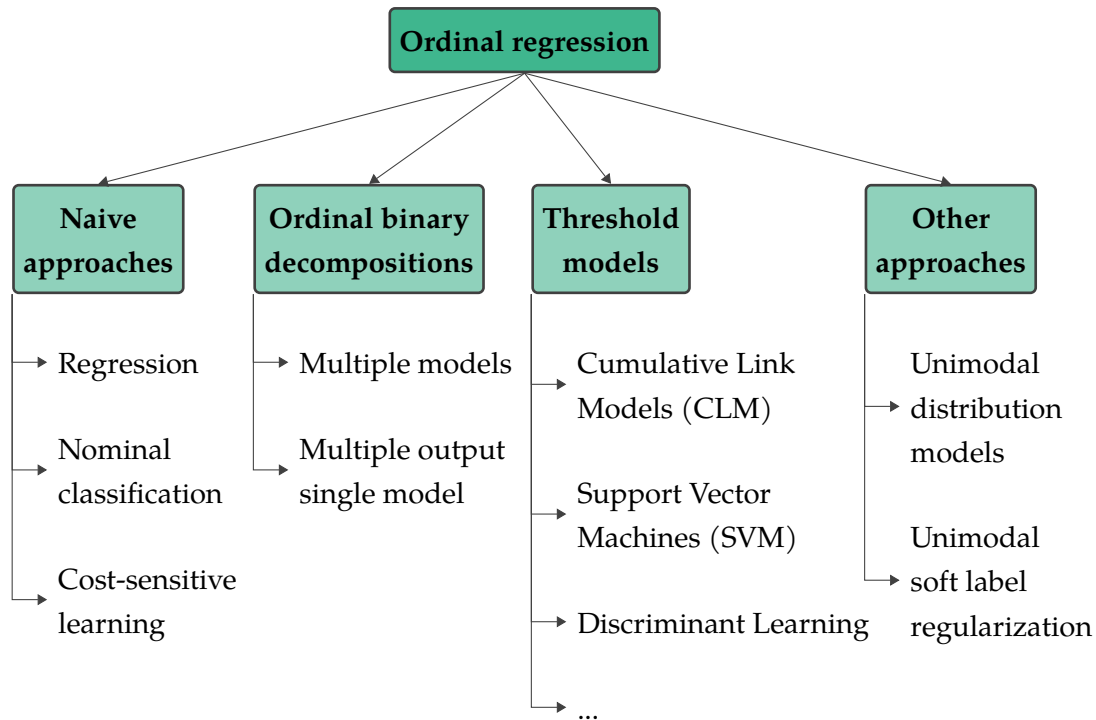 Ordinal regression
Naive
approaches
Ordinal binary
decompositions
Threshold
models
Other
approaches
Regression
Nominal
classification
Cost-sensitive
learning
Multiple models
Multiple output
single model
Cumulative Link
Models (CLM)
Support Vector
Machines (SVM)
Discriminant Learning
...
Unimodal
distribution
models
Unimodal
soft label
regularization